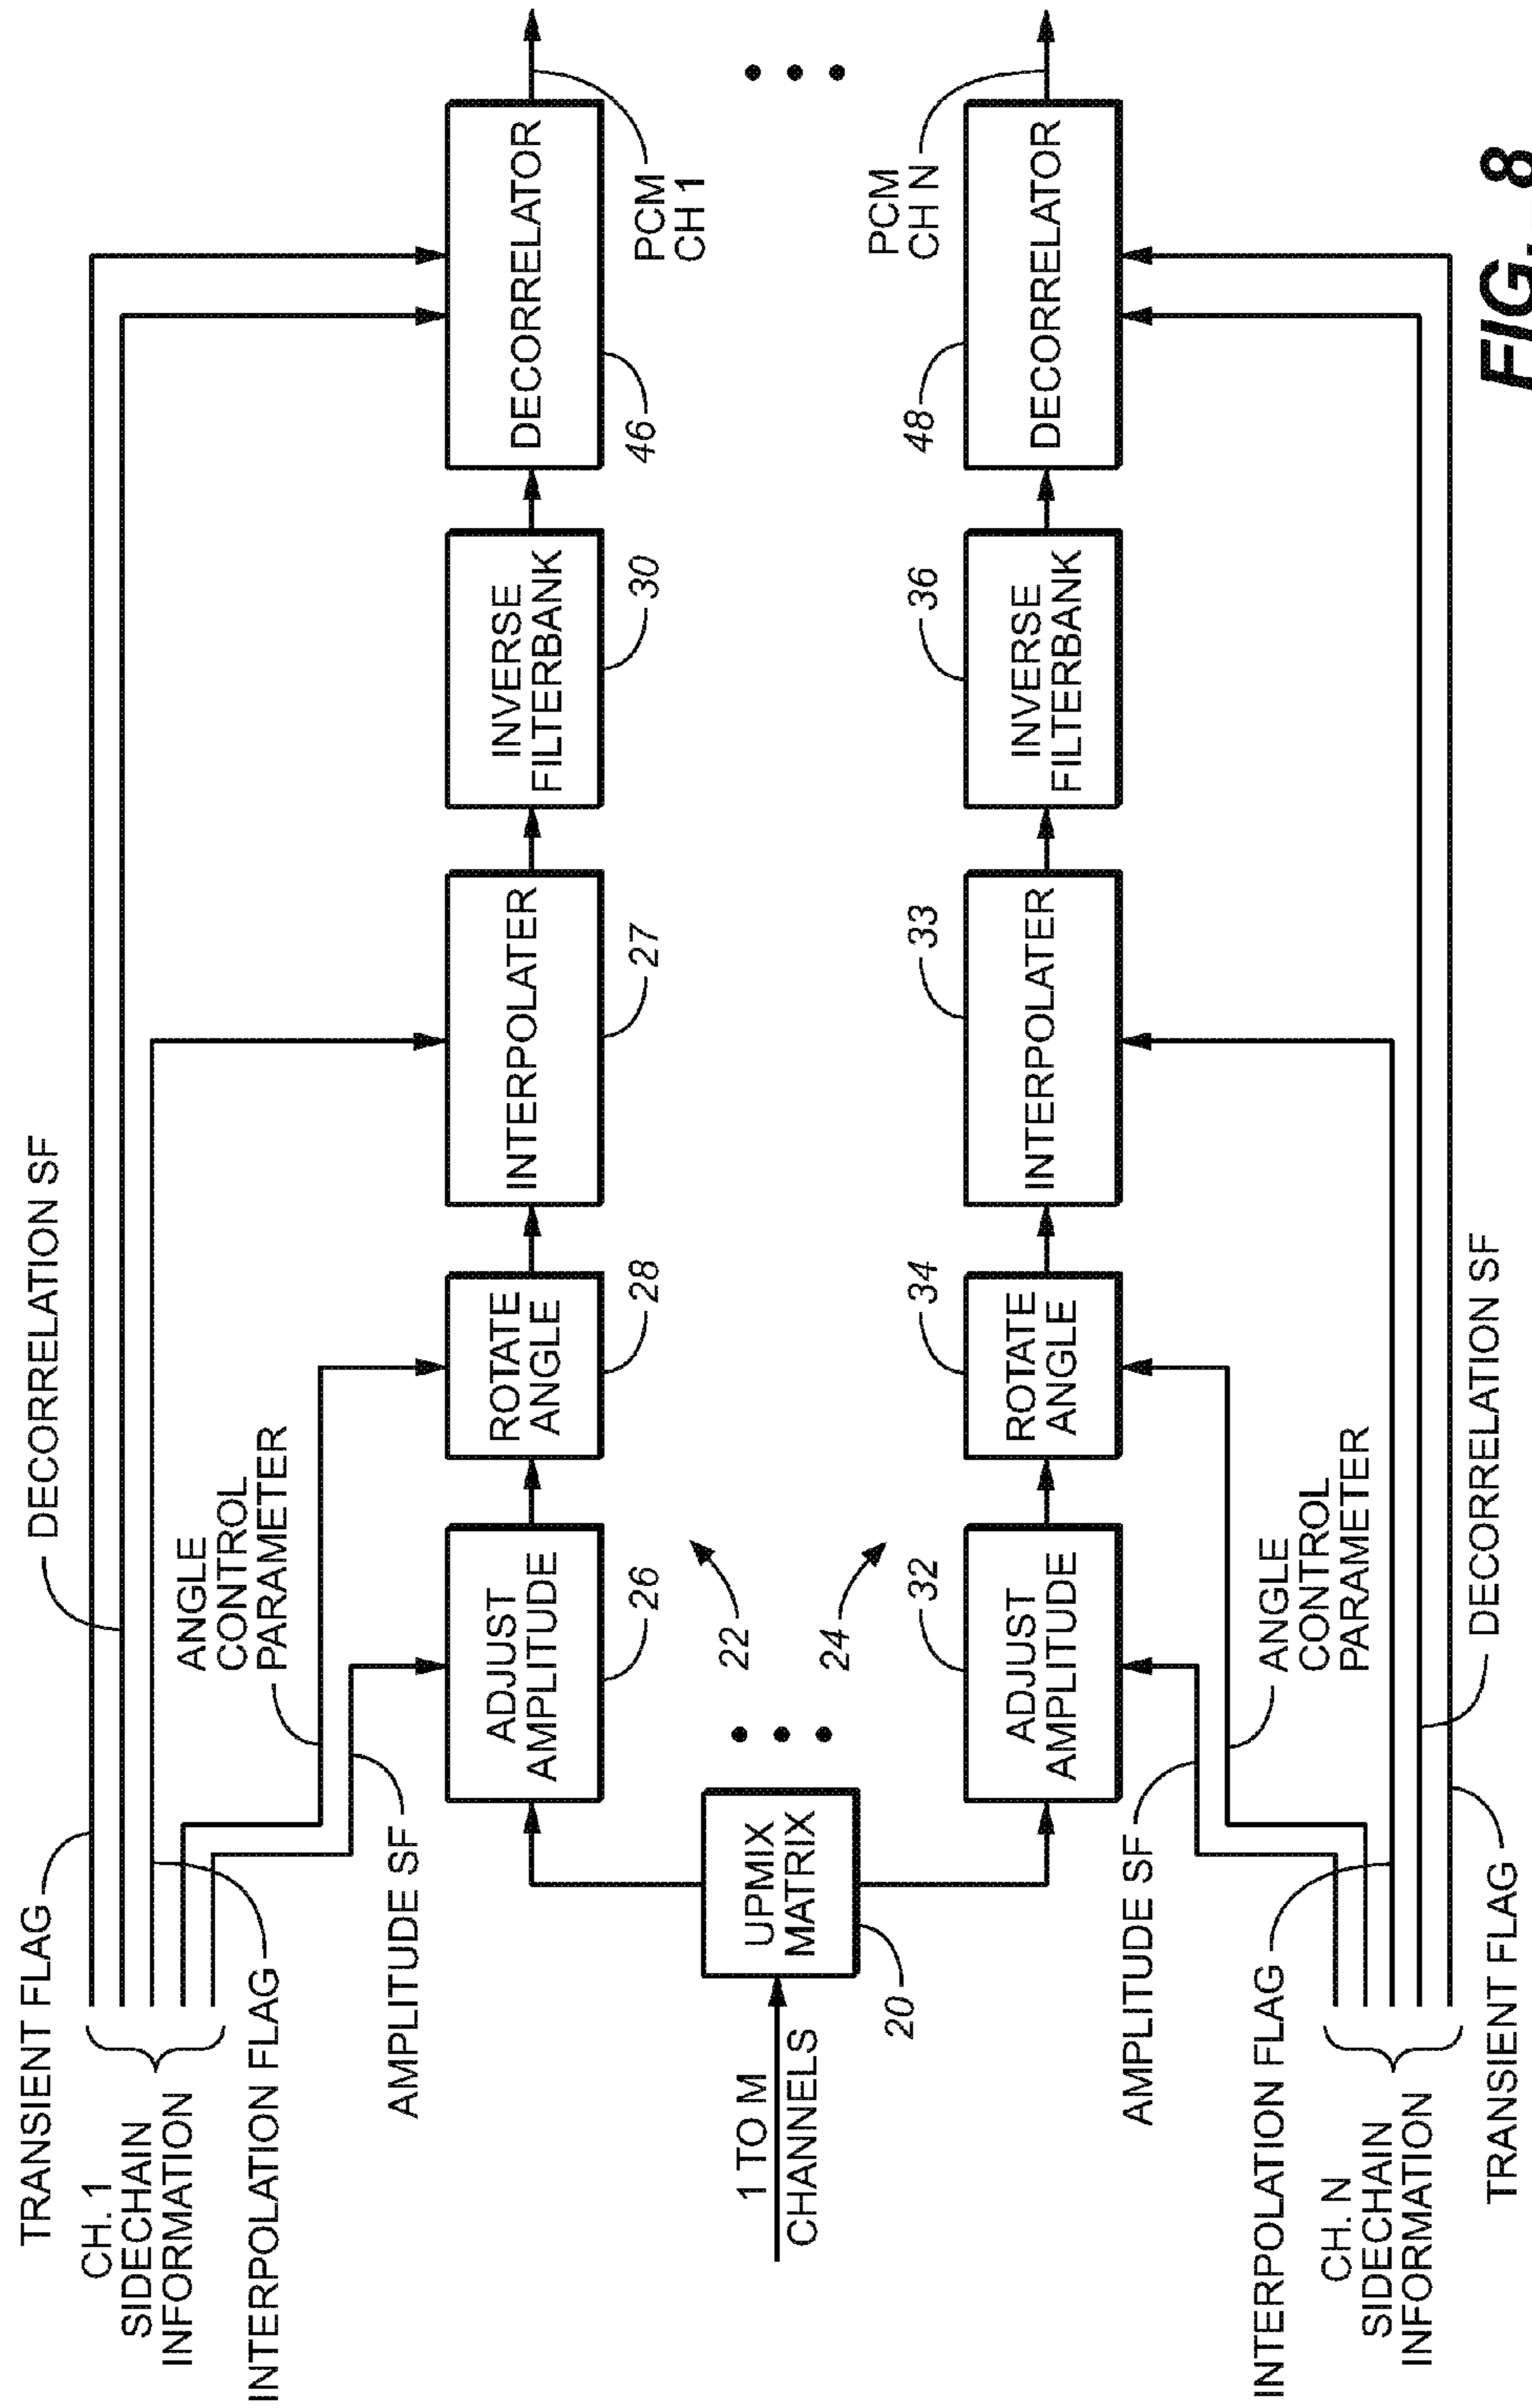 TRANSIENT FLAG
CH. 1
SIDECHAIN
INFORMATION
INTERPOLATION FLAG
DECORRELATION SF
ANGLE
CONTROL
PARAMETER
AMPLITUDE SF
ADJUST
AMPLITUDE
26
ROTATE
ANGLE
28
INTERPOLATER
27
INVERSE
FILTERBANK
30
DECORRELATOR
46
PCM
CH 1
1 TO M
CHANNELS
UPMIX
MATRIX
20
22
24
ADJUST
AMPLITUDE
32
ROTATE
ANGLE
34
INTERPOLATER
33
INVERSE
FILTERBANK
36
DECORRELATOR
48
PCM
CH N
AMPLITUDE SF
ANGLE
CONTROL
PARAMETER
INTERPOLATION FLAG
CH. N
SIDECHAIN
INFORMATION
DECORRELATION SF
TRANSIENT FLAG
FIG._8